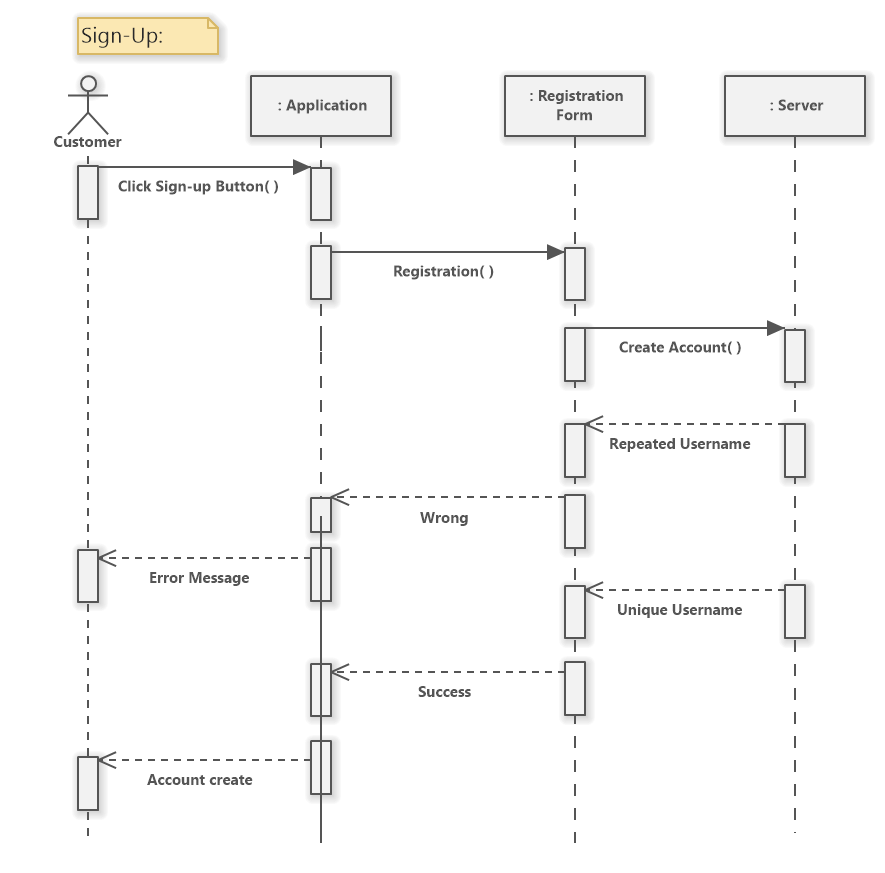 Sign-Up:
Customer
: Application
: Registration
Form
: Server
Click Sign-up Button( )
Registration( )
Create Account( )
Repeated Username
Wrong
Error Message
Unique Username
Success
Account create